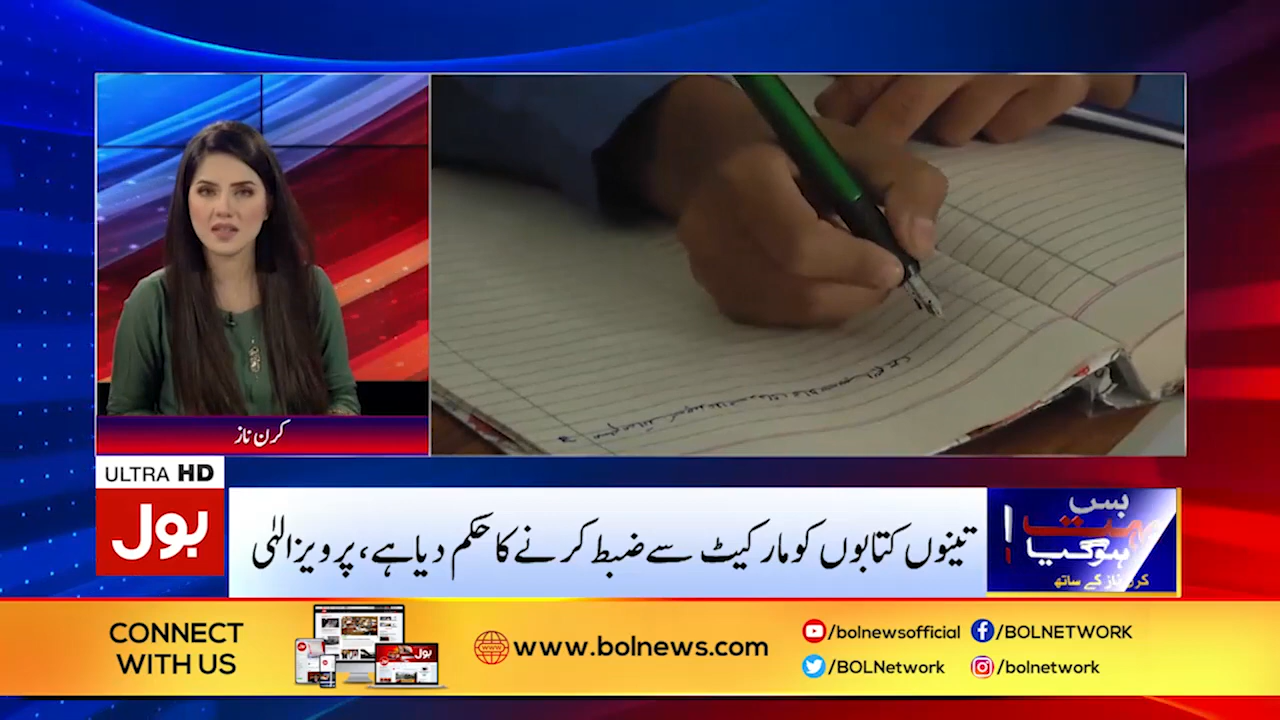 کرن ناز
ULTRA HD
بول
تینوں کتابوں کو مارکیٹ سے ضبط کرنے کا حکم دیا ہے، پرویز الٰہی
بس
بہت
ہوگیا!
کرن ناز کے ساتھ
CONNECT
WITH US
بول
www.bolnews.com
/bolnewsofficial
/BOLNETWORK
/BOLNetwork
/bolnetwork